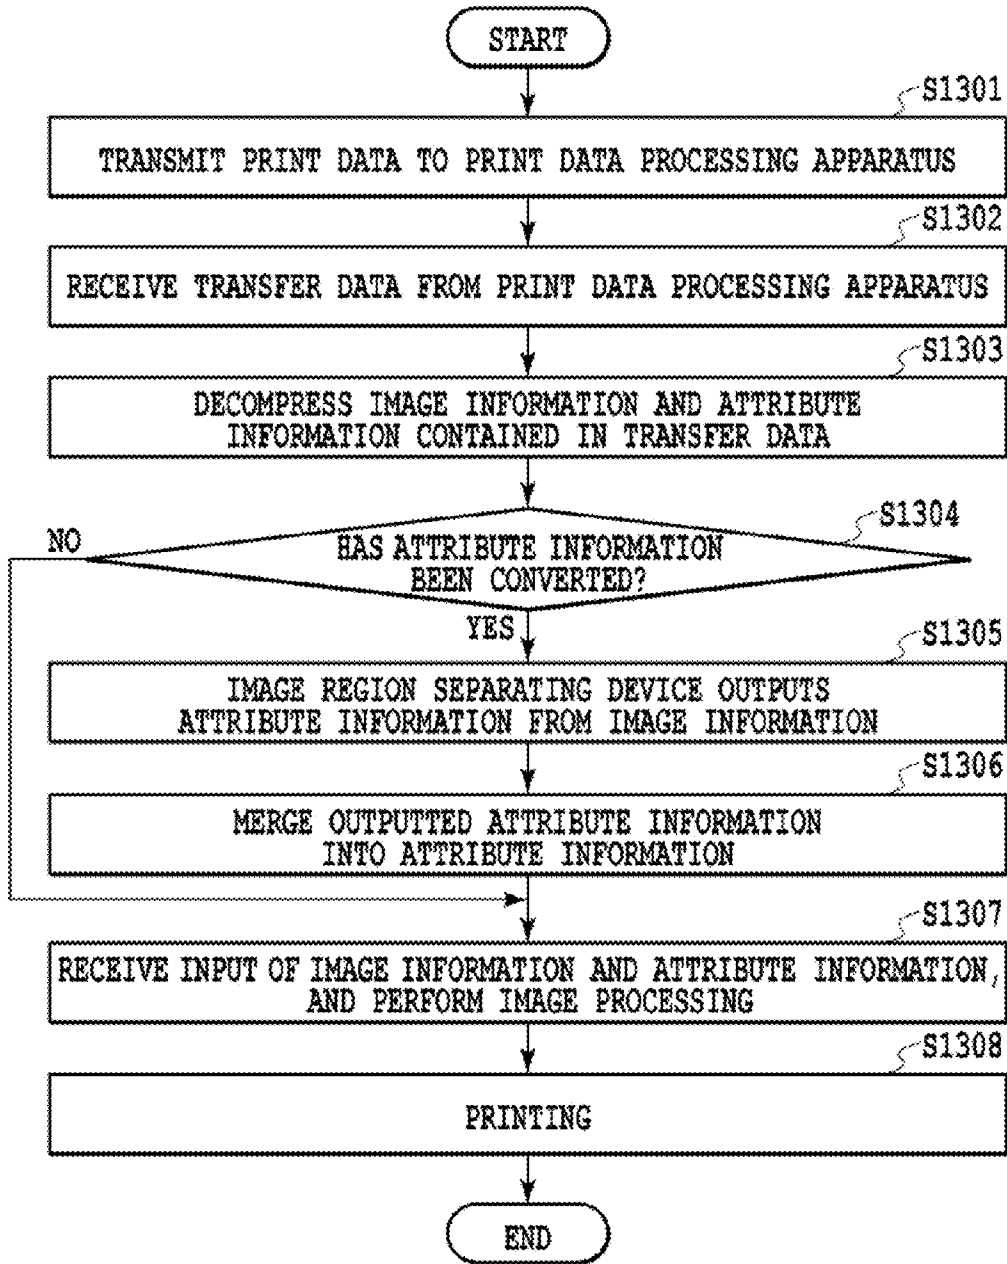 START
S1301
TRANSMIT PRINT DATA TO PRINT DATA PROCESSING APPARATUS
S1302
RECEIVE TRANSFER DATA FROM PRINT DATA PROCESSING APPARATUS
S1303
DECOMPRESS IMAGE INFORMATION AND ATTRIBUTE
INFORMATION CONTAINED IN TRANSFER DATA
S1304
NO
HAS ATTRIBUTE INFORMATION
BEEN CONVERTED?
YES
S1305
IMAGE REGION SEPARATING DEVICE OUTPUTS
ATTRIBUTE INFORMATION FROM IMAGE INFORMATION
S1306
MERGE OUTPUTTED ATTRIBUTE INFORMATION
INTO ATTRIBUTE INFORMATION
S1307
RECEIVE INPUT OF IMAGE INFORMATION AND ATTRIBUTE INFORMATION,
AND PERFORM IMAGE PROCESSING
S1308
PRINTING
END